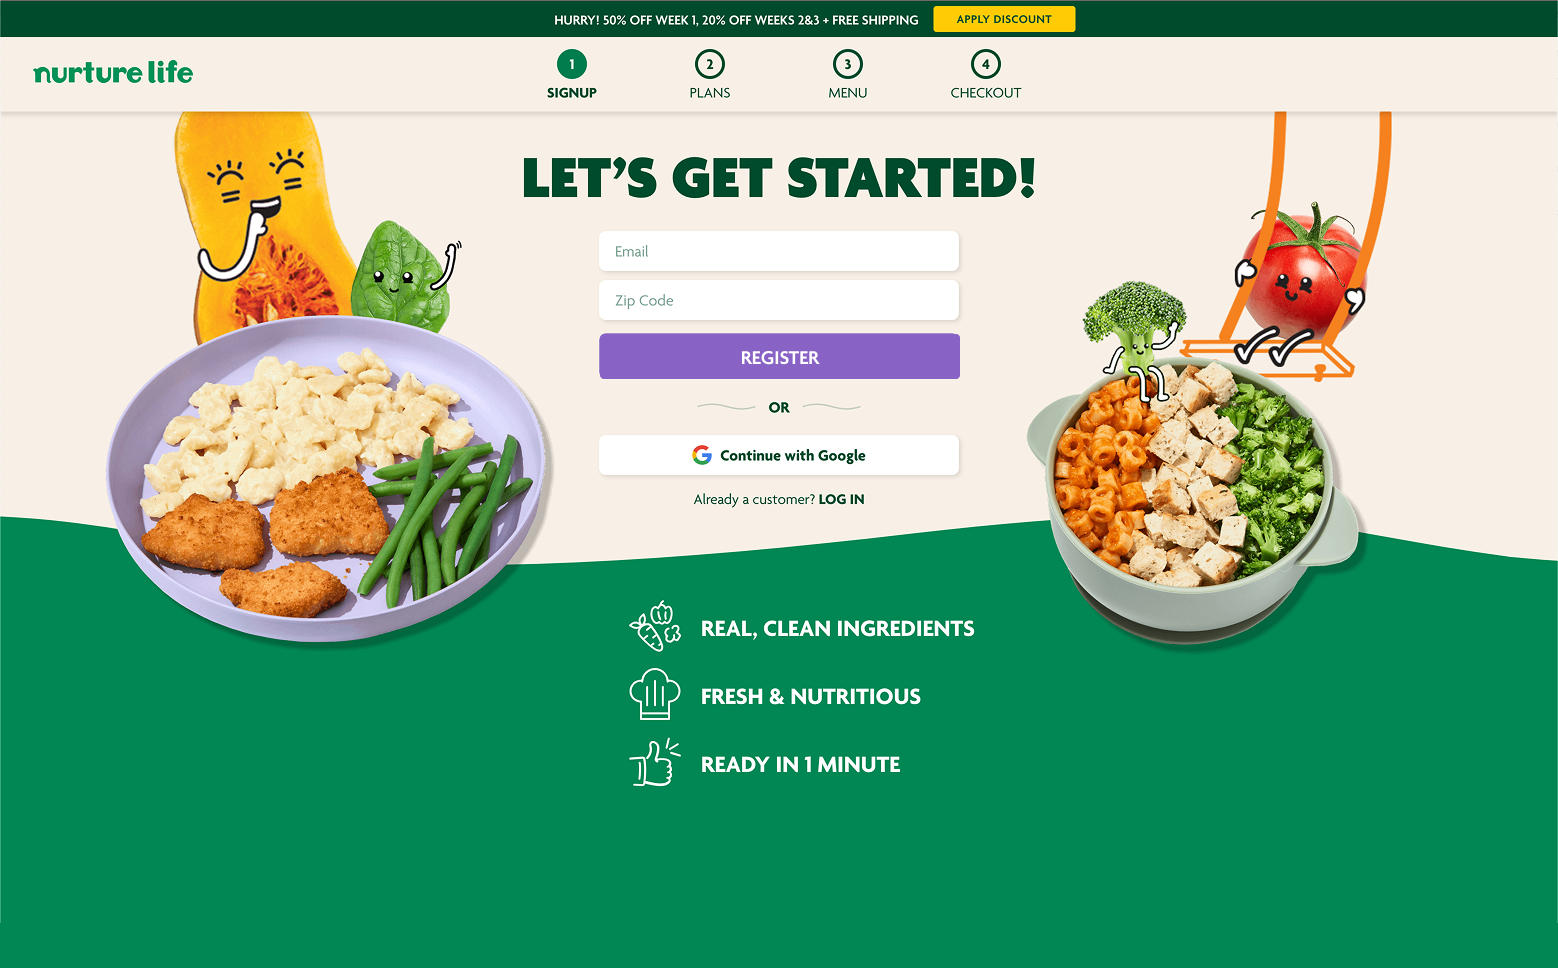 HURRY! 50% OFF WEEK 1, 20% OFF WEEKS 2&3 + FREE SHIPPING
APPLY DISCOUNT
nurture life
1
SIGNUP
2
PLANS
3
MENU
4
CHECKOUT
LET'S GET STARTED!
Email
Zip Code
REGISTER
OR
Continue with Google
Already a customer? LOG IN
REAL, CLEAN INGREDIENTS
FRESH & NUTRITIOUS
READY IN 1 MINUTE